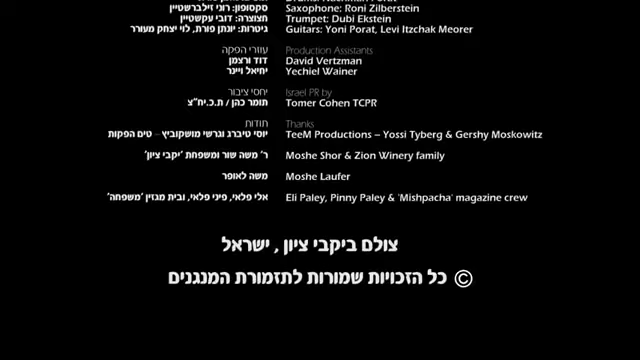 סקסופון: רוני זילברשטיין Saxophone: Roni Zilberstein
חצוצרה: דובי עקשטיין Trumpet: Dubi Ekstein
גיטרות: יונתן פורת, לוי יצחק מעורר Guitars: Yoni Porat, Levi Itzchak Meorer
עוזרי הפקה Production Assistants
דוד ורצמן David Vertzman
יחיאל ויינר Yechiel Wainer
יחסי ציבור Israel PR by
תומר כהן / ת.כ.יח"צ Tomer Cohen TCPR
תודות Thanks
יוסי טיברג וגרשי מושקוביץ – טים הפקות TeeM Productions – Yossi Tyberg & Gershy Moskowitz
ר' משה שור ומשפחת 'יקבי ציון' Moshe Shor & Zion Winery family
משה לאופר Moshe Laufer
אלי פלאי, פיני פלאי, ובית מגזין 'משפחה' Eli Paley, Pinny Paley & 'Mishpacha' magazine crew
צולם ביקבי ציון, ישראל
© כל הזכויות שמורות לתזמורת המנגנים